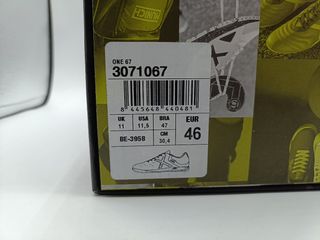 MUNICH
ONE 67
3071067
8 445648 440481
UK USA BRA EUR
11 11,5 47 46
BE-3958 CM
30,4